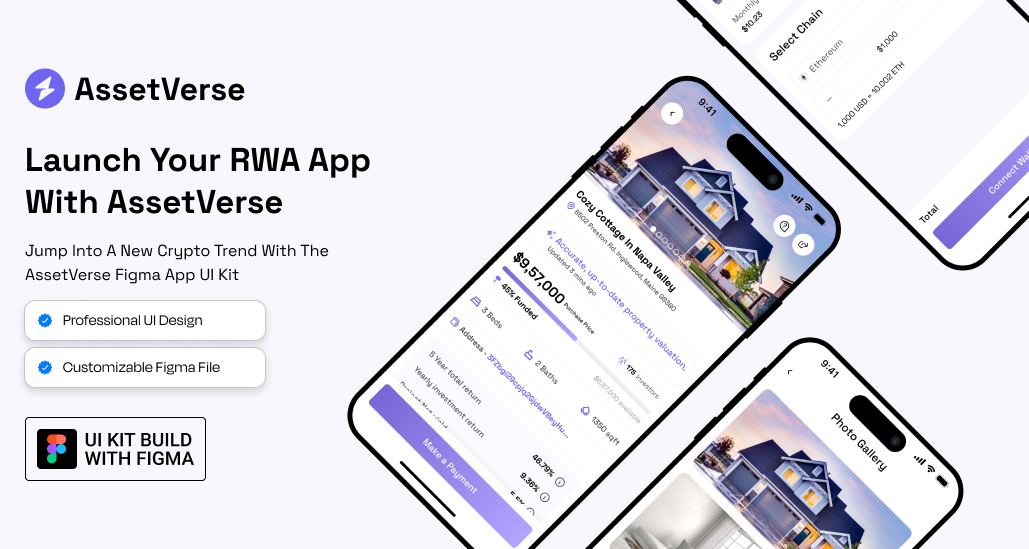 AssetVerse
Launch Your RWA App
With AssetVerse
Jump Into A New Crypto Trend With The
AssetVerse Figma App UI Kit
Professional UI Design
Customizable Figma File
UI KIT BUILD
WITH FIGMA
9:41
Cozy Cottage In Napa Valley
8502 Preston Rd. Inglewood, Maine 98380
Accurate, up-to-date property valuation.
Updated 3 mins ago
$9,57,000 Purchase Price
45% Funded
$6,87,000 available
175 Investors
3 Beds
2 Baths
1350 sqft
Address - 
5 Year total return
46.79%
Yearly investment return
9.36%
Make a Payment
Monthly
$10.23
Select Chain
Ethereum
$1,000
1,000 USD = 10.002 ETH
Total
Connect
9:41
Photo Gallery